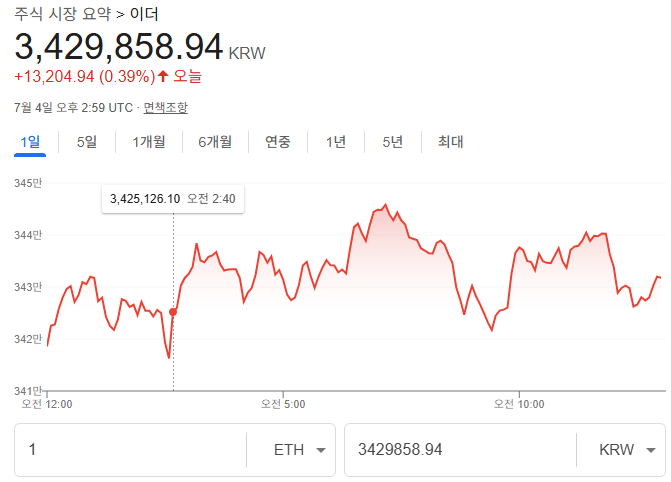 주식 시장 요약 > 이더
3,429,858.94 KRW
+13,204.94 (0.39%)↑ 오늘
7월 4일 오후 2:59 UTC · 면책조항
1일 5일 1개월 6개월 연중 1년 5년 최대
345만
3,425,126.10 오전 2:40
344만
343만
342만
341만
오전 12:00 오전 5:00 오전 10:00
1 ETH 3429858.94 KRW